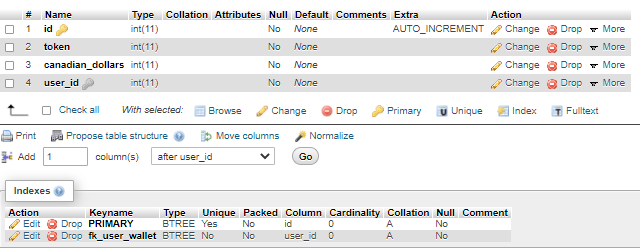 # Name Type Collation Attributes Null Default Comments Extra Action
1 id int(11) No None AUTO_INCREMENT Change Drop More
2 token int(11) No None Change Drop More
3 canadian_dollars int(11) No None Change Drop More
4 user_id int(11) No None Change Drop More
Check all With selected: Browse Change Drop Primary Unique Index Fulltext
Print Propose table structure Move columns Normalize
Add 1 column(s) after user_id Go
Indexes
Action Keyname Type Unique Packed Column Cardinality Collation Null Comment
Edit Drop PRIMARY BTREE Yes No id 0 A No
Edit Drop fk_user_wallet BTREE No No user_id 0 A No